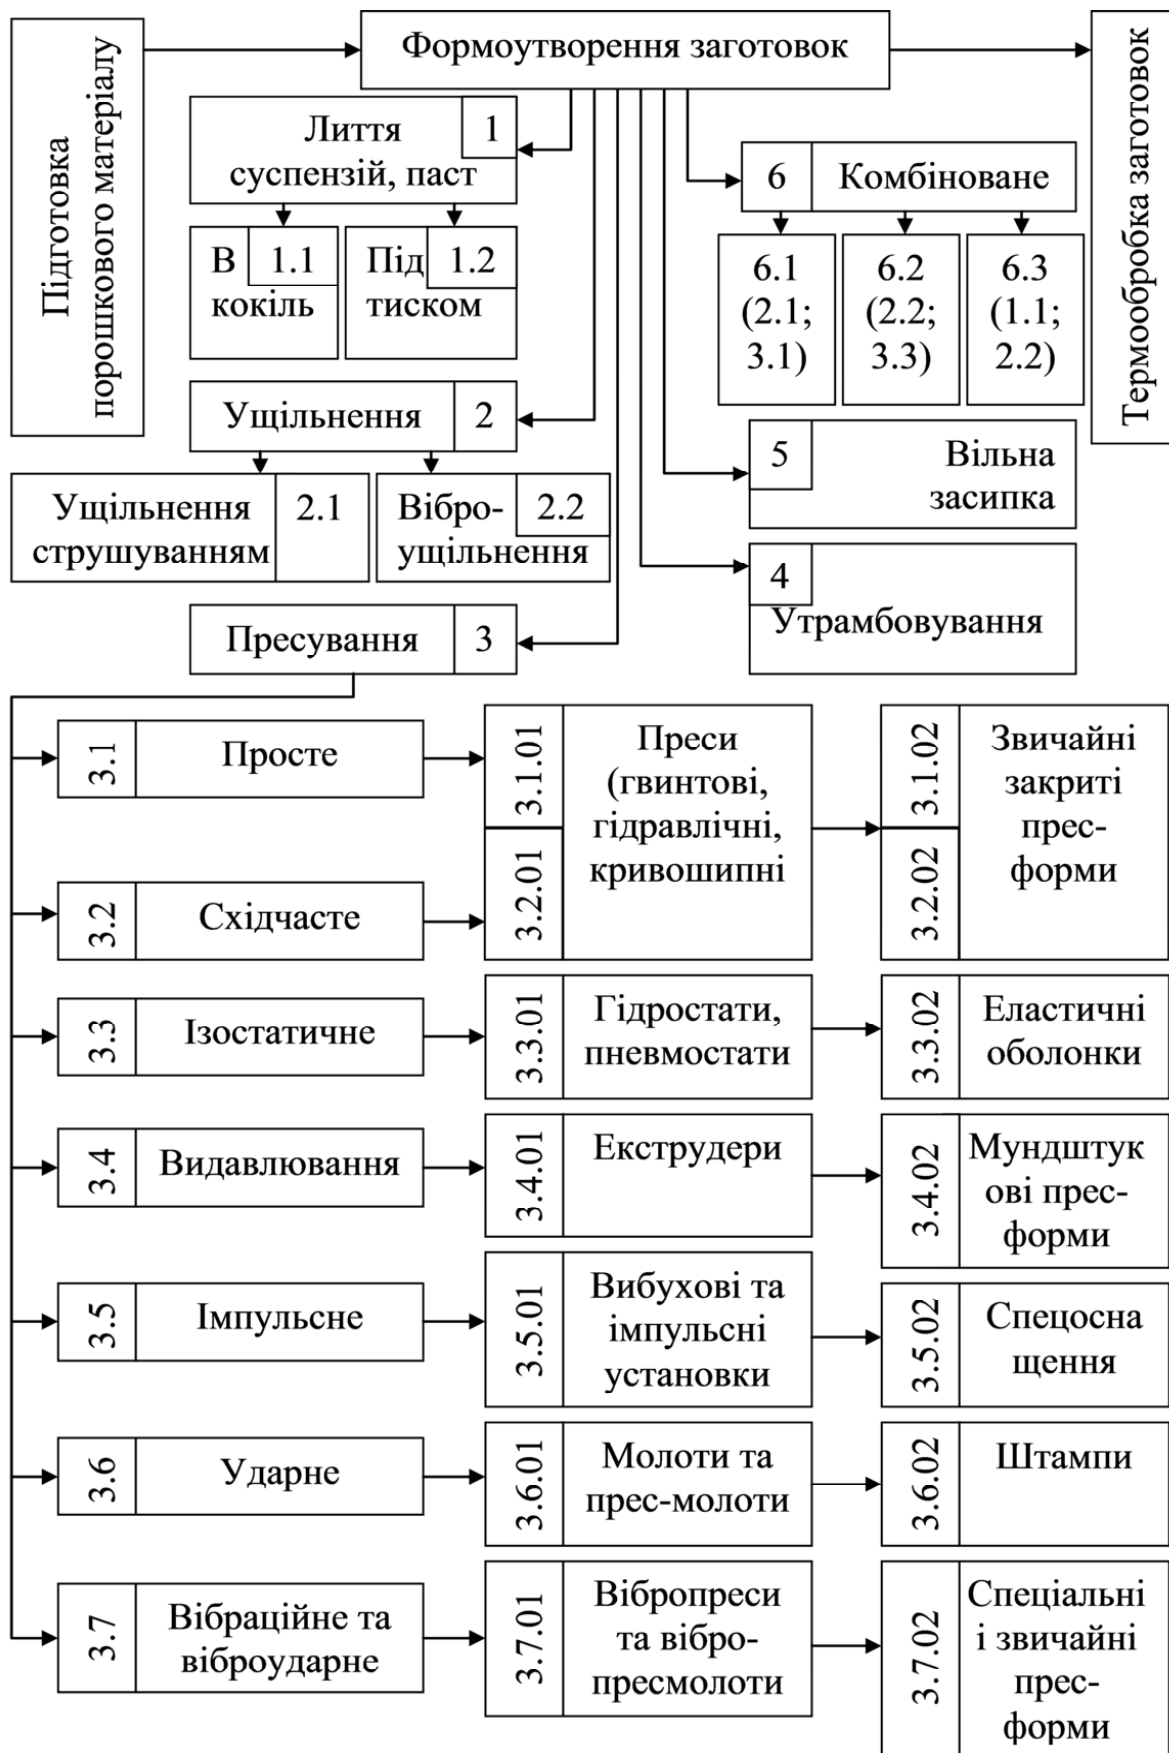 Підготовка
порошкового матеріалу
Формоутворення заготовок
Термообробка заготовок
1
Лиття
суспензій, паст
В
1.1
кокіль
Під
1.2
тиском
6
Комбіноване
6.1
(2.1;
3.1)
6.2
(2.2;
3.3)
6.3
(1.1;
2.2)
Ущільнення
2
Ущільнення
струшуванням
2.1
Вібро-
ущільнення
2.2
5
Вільна
засипка
4
Утрамбовування
Пресування
3
3.1
Просте
3.1.01
3.2.01
Преси
(гвинтові,
гідравлічні,
кривошипні
3.1.02
3.2.02
Звичайні
закриті
прес-
форми
3.2
Східчасте
3.3
Ізостатичне
3.3.01
Гідростати,
пневмостати
3.3.02
Еластичні
оболонки
3.4
Видавлювання
3.4.01
Екструдери
3.4.02
Мундштук
ові прес-
форми
3.5
Імпульсне
3.5.01
Вибухові та
імпульсні
установки
3.5.02
Спецосна
щення
3.6
Ударне
3.6.01
Молоти та
прес-молоти
3.6.02
Штампи
3.7
Вібраційне та
віброударне
3.7.01
Вібропреси
та вібро-
пресмолоти
3.7.02
Спеціальні
і звичайні
прес-
форми